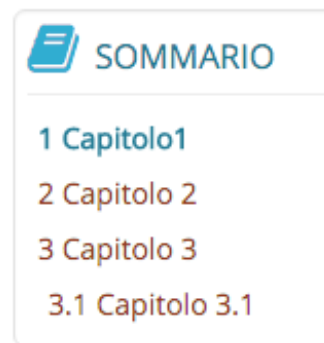 SOMMARIO
1 Capitolo1
2 Capitolo 2
3 Capitolo 3
3.1 Capitolo 3.1